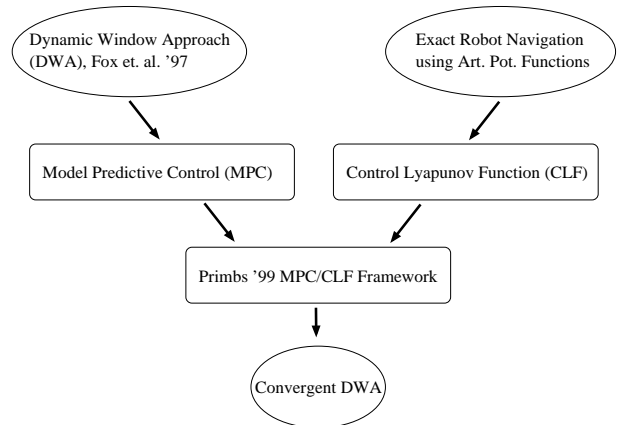 Dynamic Window Approach
(DWA), Fox et. al. ’97
Exact Robot Navigation
using Art. Pot. Functions
Model Predictive Control (MPC)
Control Lyapunov Function (CLF)
Primbs ’99 MPC/CLF Framework
Convergent DWA